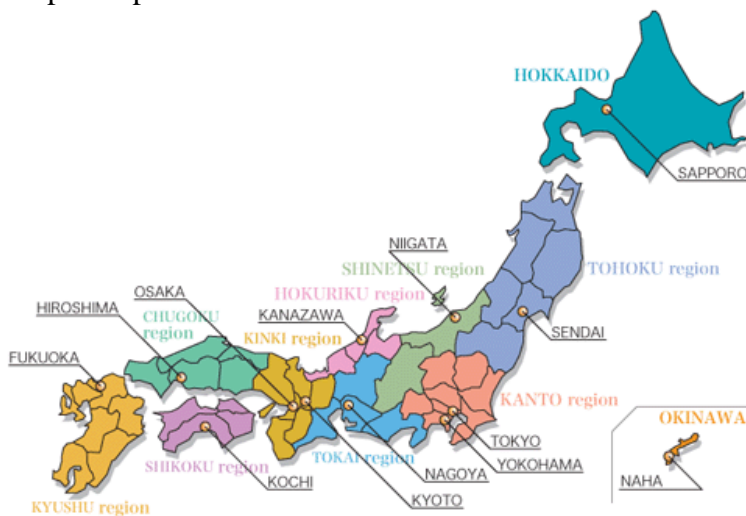 HOKKAIDO
SAPPORO
NIIGATA
SHINETSU region
TOHOKU region
OSAKA
HOKURIKU region
HIROSHIMA
CHUGOKU
region
KANAZAWA
KINKI region
SENDAI
FUKUOKA
KANTO region
OKINAWA
TOKYO
SHIKOKU region
TOKAI region
YOKOHAMA
NAGOYA
KOCHI
NAHA
KYUSHU region
KYOTO